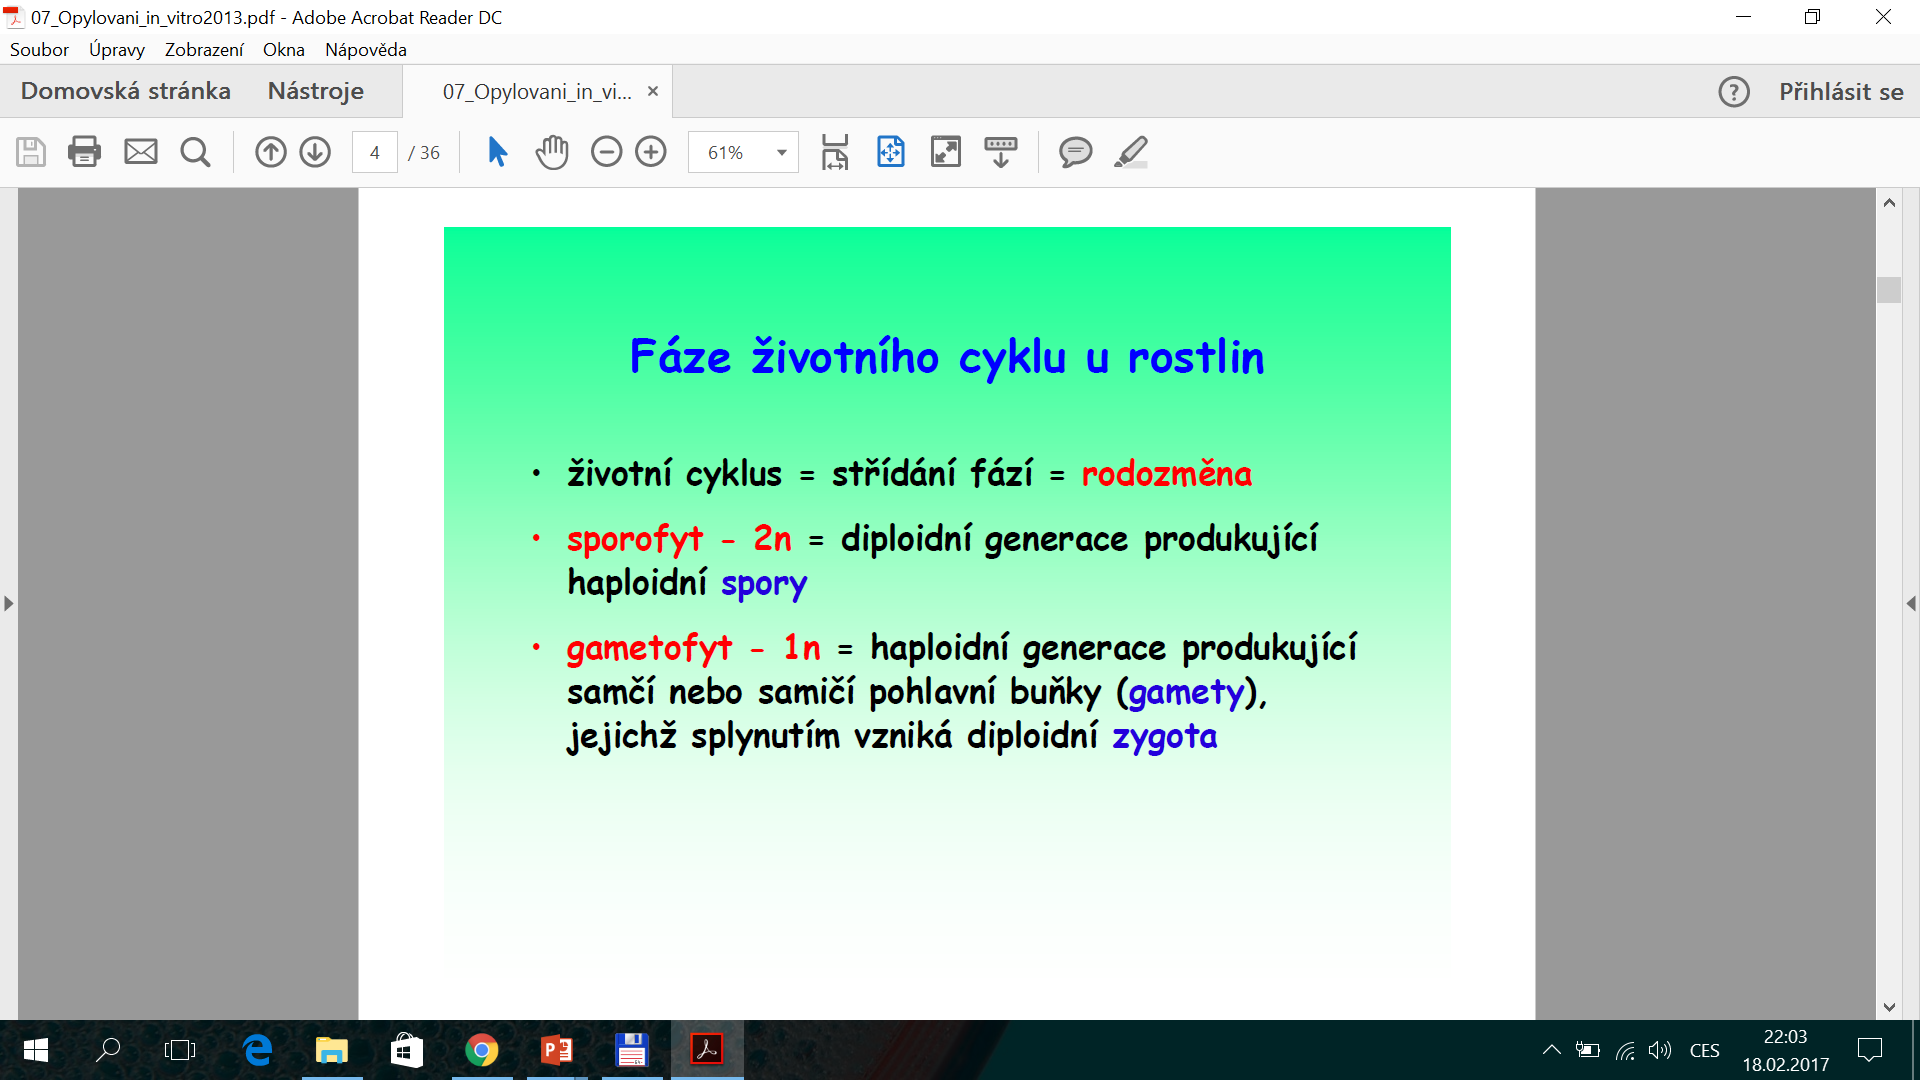 07_Opylovani_in_vitro2013.pdf - Adobe Acrobat Reader DC
Soubor Úpravy Zobrazení Okna Nápověda
Domovská stránka Nástroje 07_Opylovani_in_vi... × ? Přihlásit se
4 / 36 61%
Fáze životního cyklu u rostlin
• životní cyklus = střídání fází = rodozměna
• sporofyt - 2n = diploidní generace produkující
haploidní spory
• gametofyt - 1n = haploidní generace produkující
samčí nebo samičí pohlavní buňky (gamety),
jejichž splynutím vzniká diploidní zygota
CES
22:03
18.02.2017